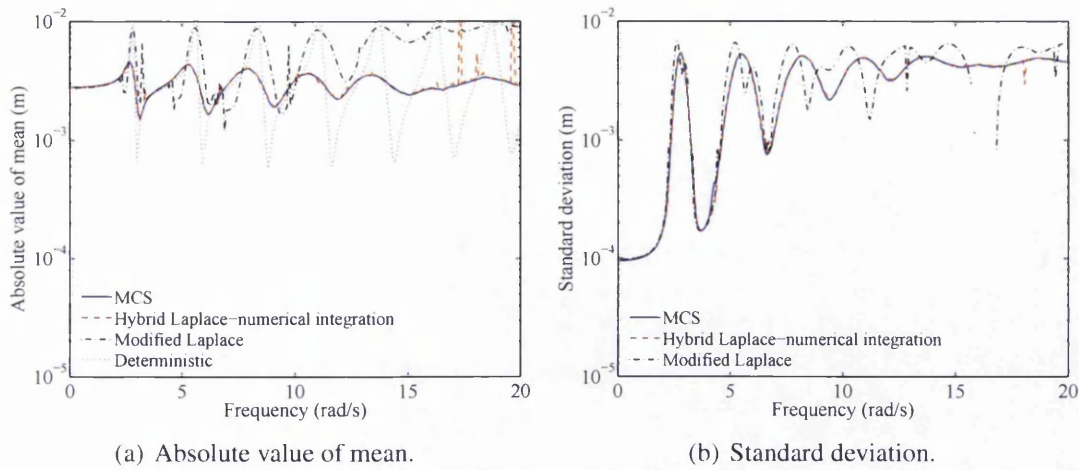 10⁻²
10⁻³
10⁻⁴
10⁻⁵
Absolute value of mean (m)
MCS
Hybrid Laplace−numerical integration
Modified Laplace
Deterministic
0 5 10 15 20
Frequency (rad/s)
(a) Absolute value of mean.
10⁻²
10⁻³
10⁻⁴
10⁻⁵
Standard deviation (m)
MCS
Hybrid Laplace−numerical integration
Modified Laplace
0 5 10 15 20
Frequency (rad/s)
(b) Standard deviation.